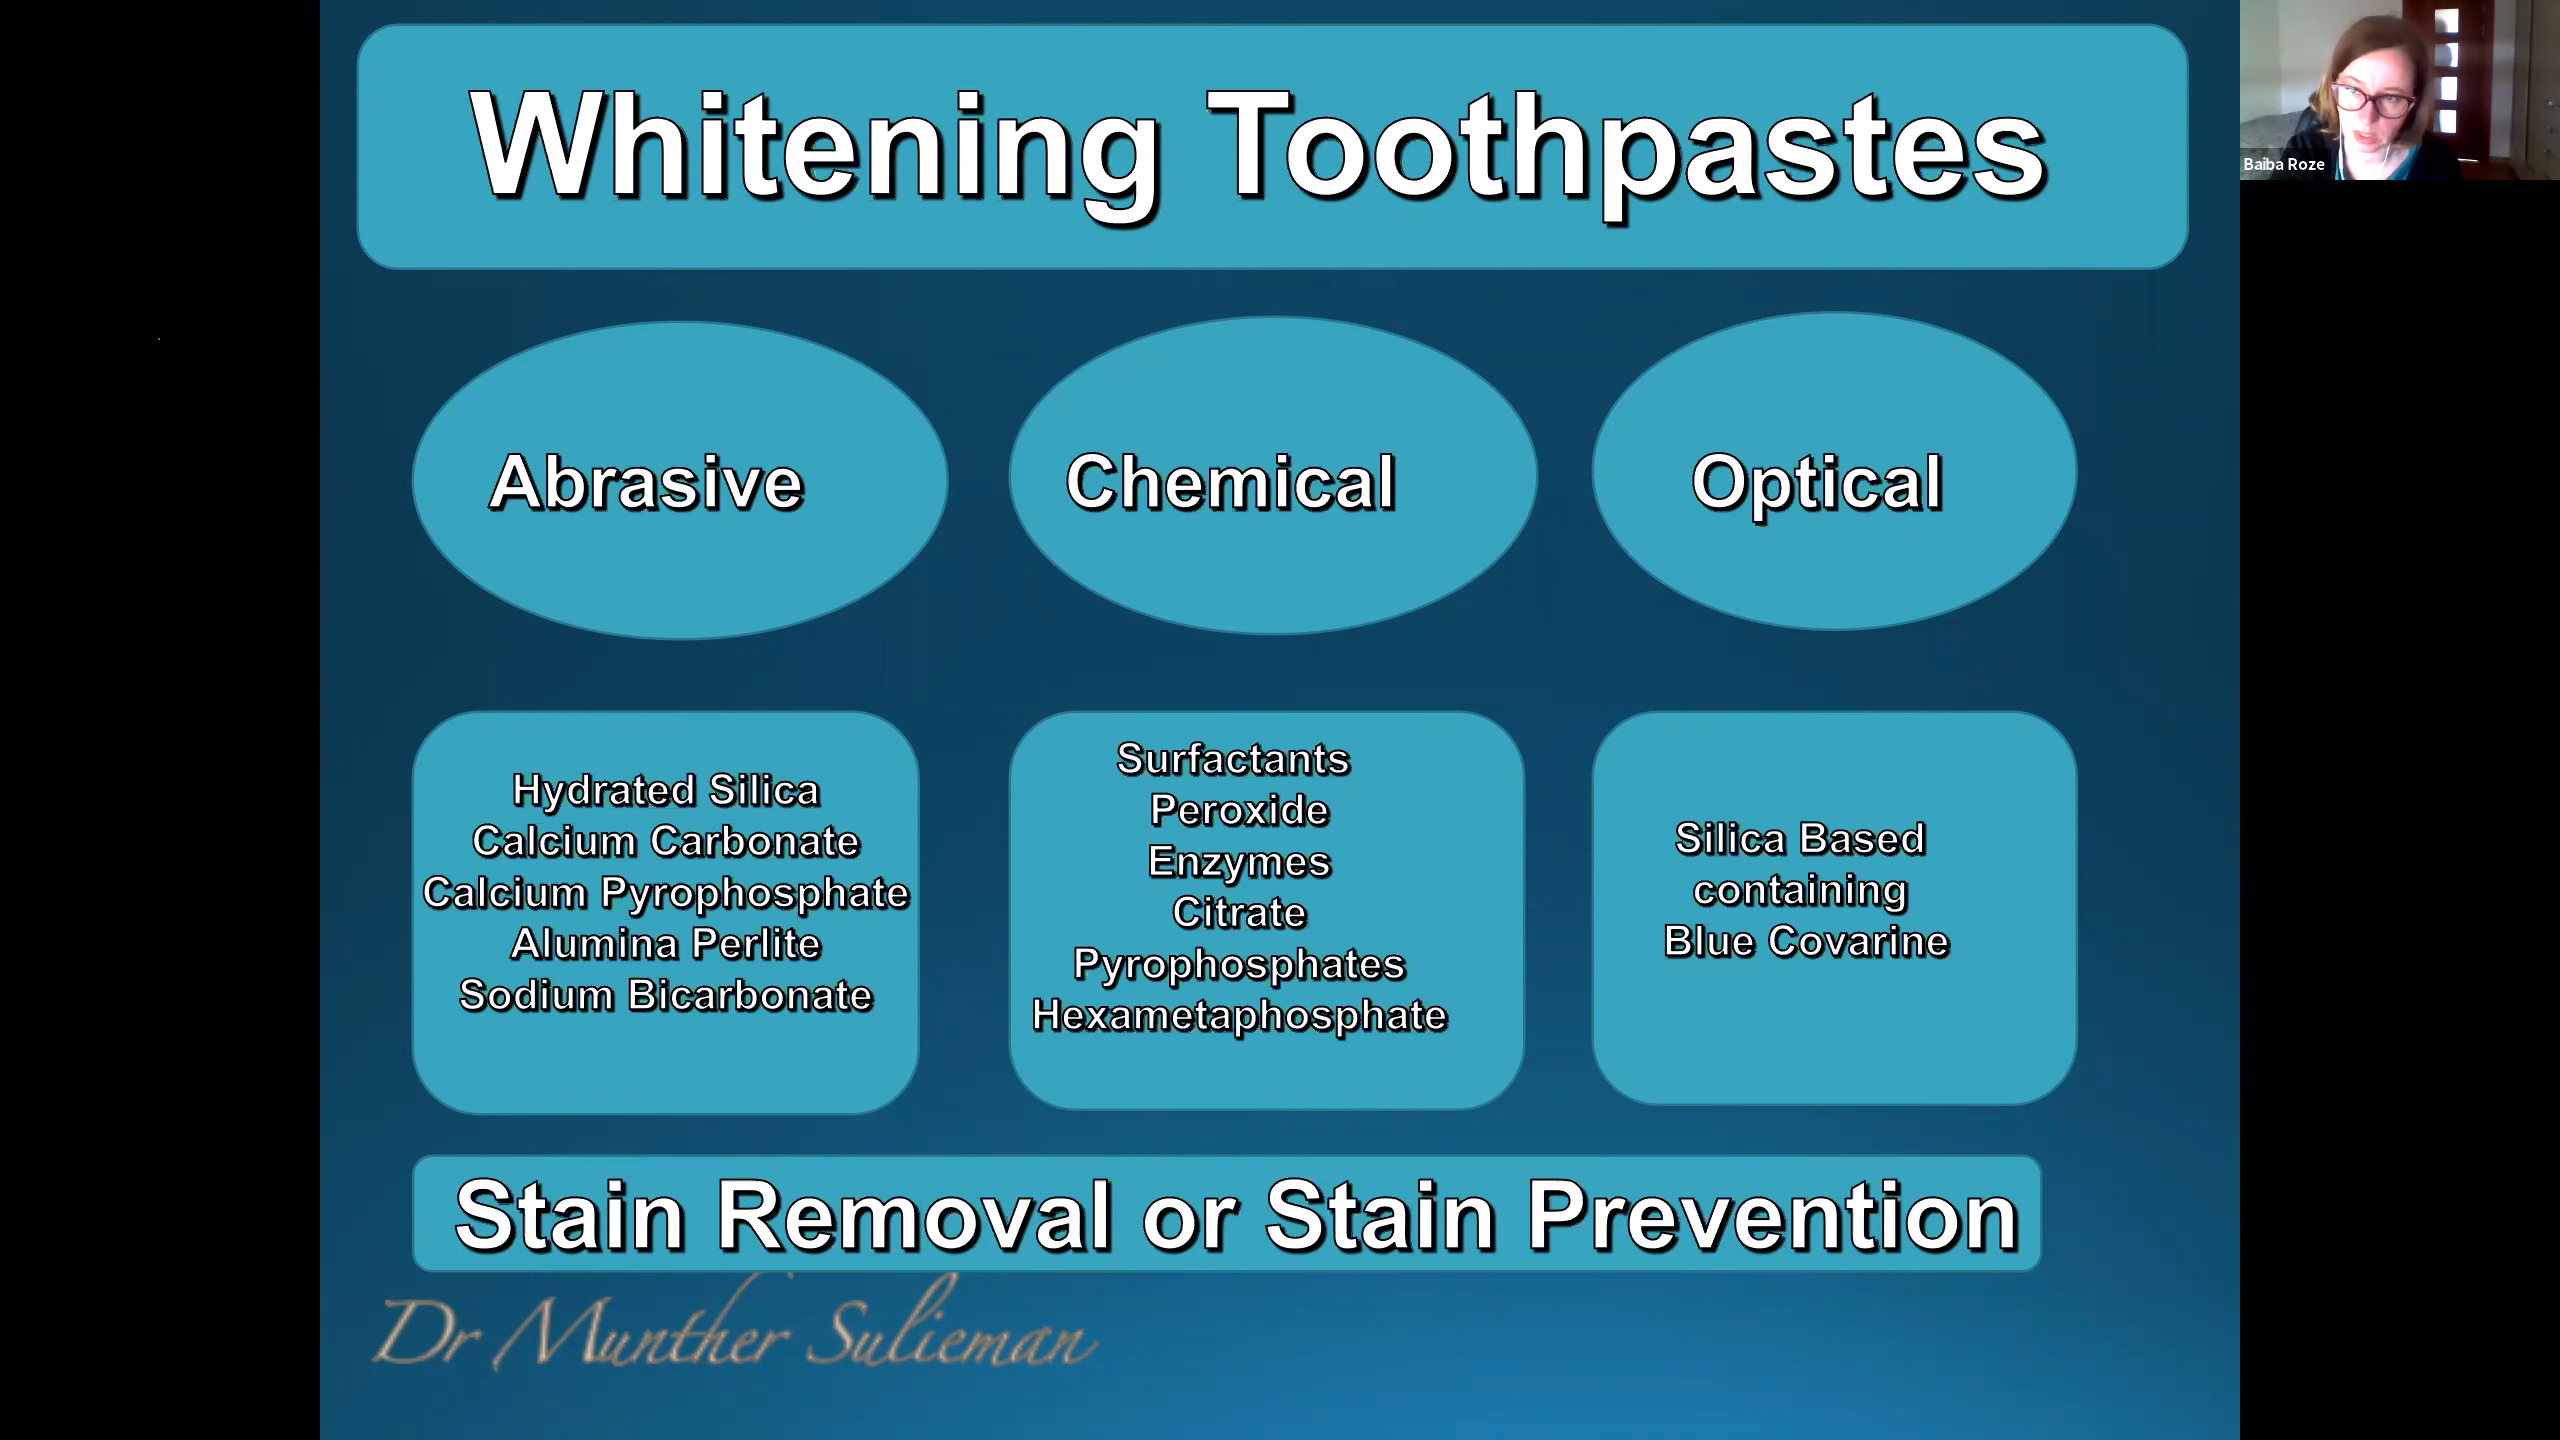 Whitening Toothpastes
Baiba Roze
Abrasive
Chemical
Optical
Hydrated Silica
Calcium Carbonate
Calcium Pyrophosphate
Alumina Perlite
Sodium Bicarbonate
Surfactants
Peroxide
Enzymes
Citrate
Pyrophosphates
Hexametaphosphate
Silica Based
containing
Blue Covarine
Stain Removal or Stain Prevention
Dr Munther Sulieman